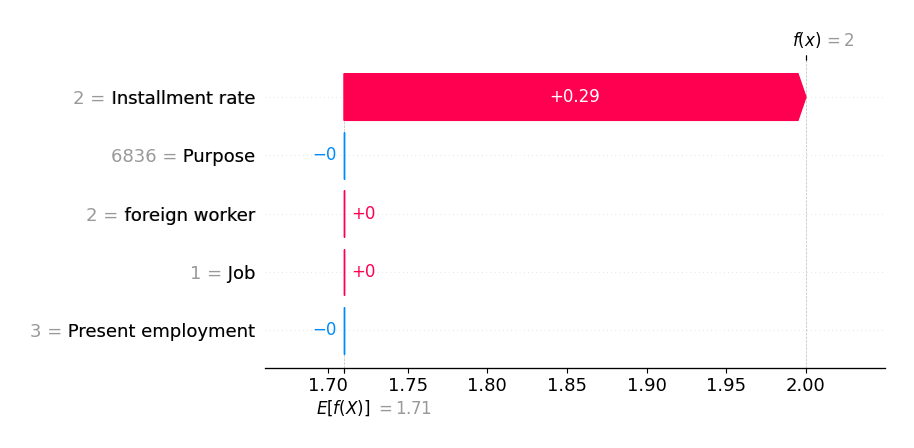 f(x) = 2
2 = Installment rate
+0.29
6836 = Purpose
−0
2 = foreign worker
+0
1 = Job
+0
3 = Present employment
−0
1.70 1.75 1.80 1.85 1.90 1.95 2.00
E[f(X)] = 1.71